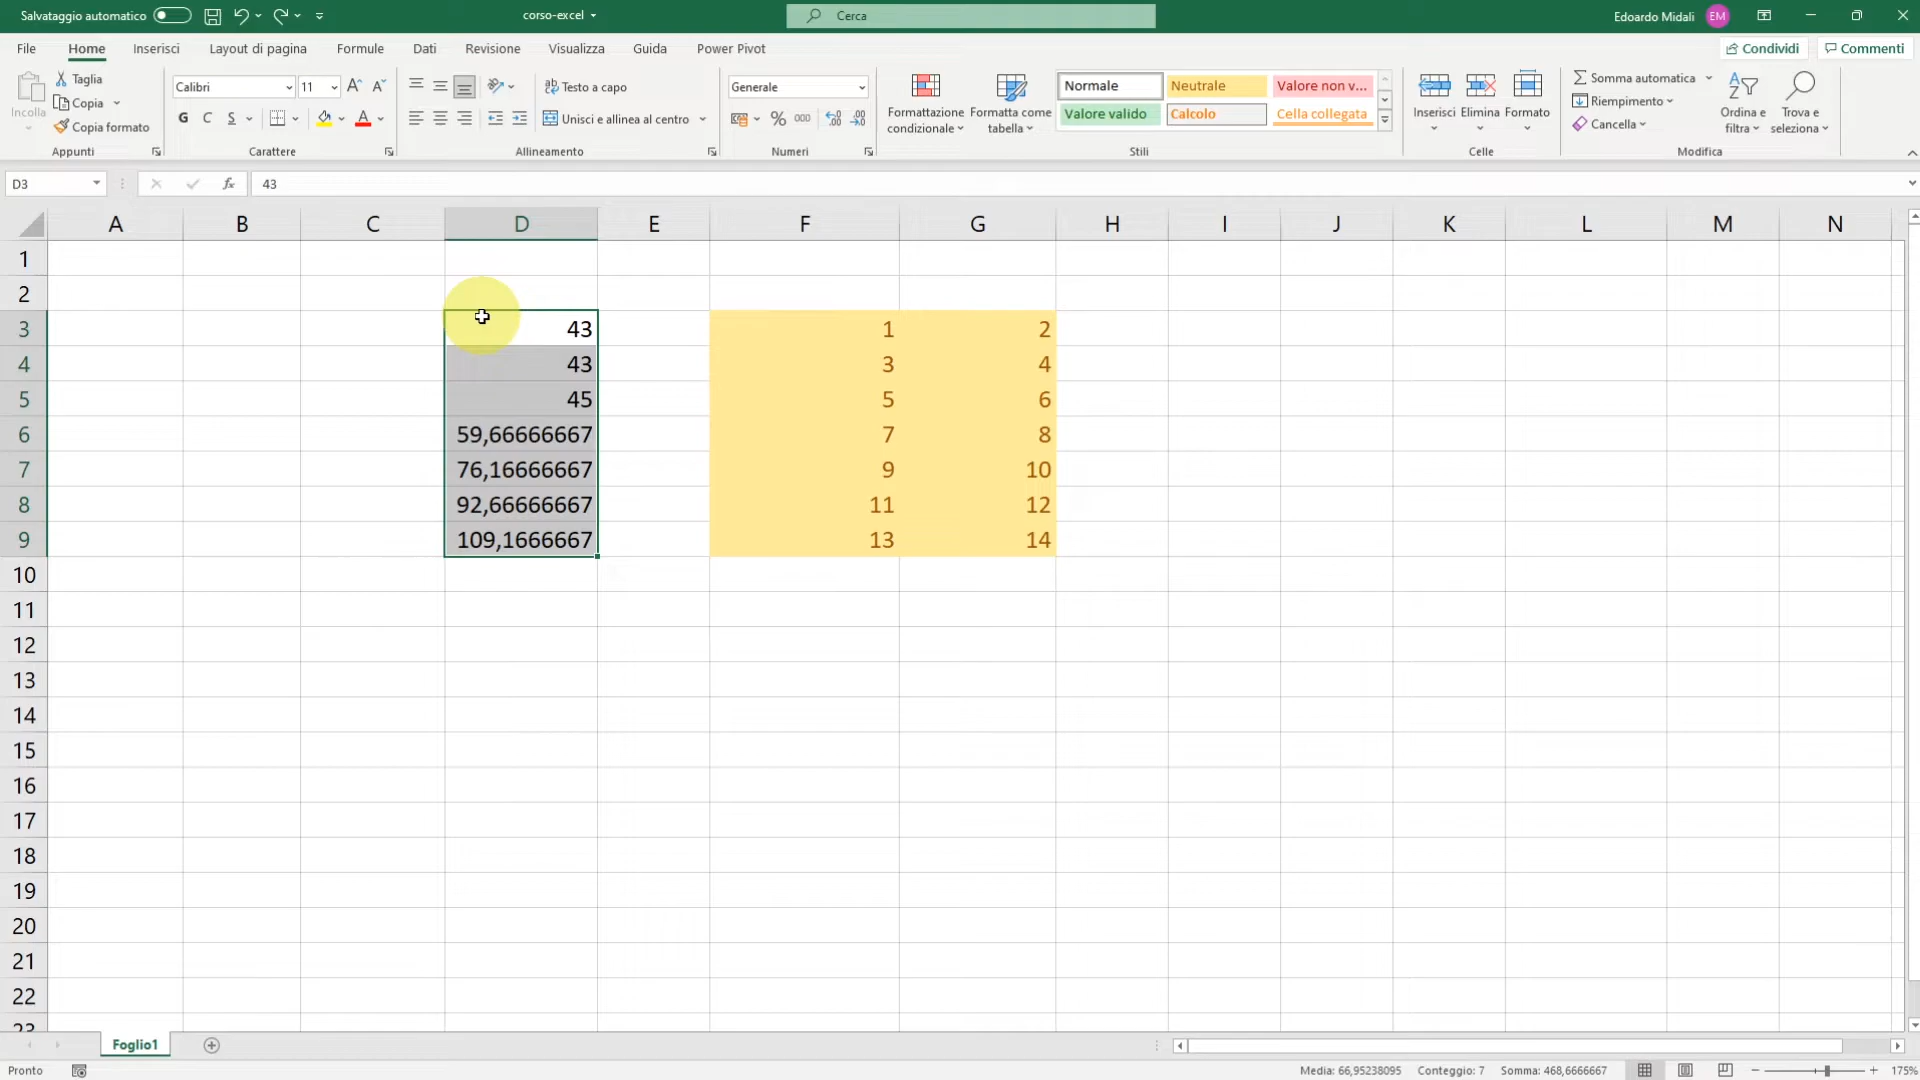 Salvataggio automatico
corso-excel
Cerca
Edoardo Midali
EM
File
Home
Inserisci
Layout di pagina
Formule
Dati
Revisione
Visualizza
Guida
Power Pivot
Condividi
Commenti
Incolla
Taglia
Copia
Copia formato
Appunti
Calibri
11
G C S
Carattere
Testo a capo
Unisci e allinea al centro
Allineamento
Generale
% 000
Numeri
Formattazione condizionale
Formatta come tabella
Normale
Neutrale
Valore non v...
Valore valido
Calcolo
Cella collegata
Stili
Inserisci
Elimina
Formato
Celle
Somma automatica
Riempimento
Cancella
Ordina e filtra
Trova e seleziona
Modifica
D3
fx
43
A B C D E F G H I J K L M N
1
2
3 43 1 2
4 43 3 4
5 45 5 6
6 59,66666667 7 8
7 76,16666667 9 10
8 92,66666667 11 12
9 109,1666667 13 14
10
11
12
13
14
15
16
17
18
19
20
21
22
23
Foglio1
Pronto
Media: 66,95238095
Conteggio: 7
Somma: 468,6666667
175%